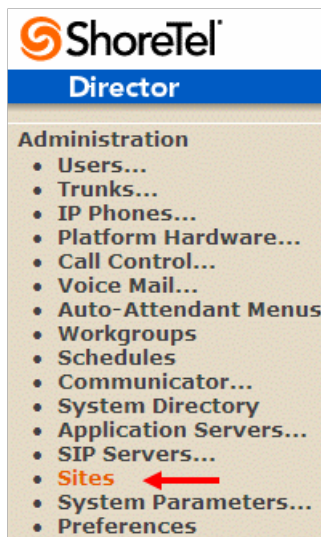 ShoreTel
Director
Administration
• Users...
• Trunks...
• IP Phones...
• Platform Hardware...
• Call Control...
• Voice Mail...
• Auto-Attendant Menus
• Workgroups
• Schedules
• Communicator...
• System Directory
• Application Servers...
• SIP Servers...
• Sites
• System Parameters...
• Preferences